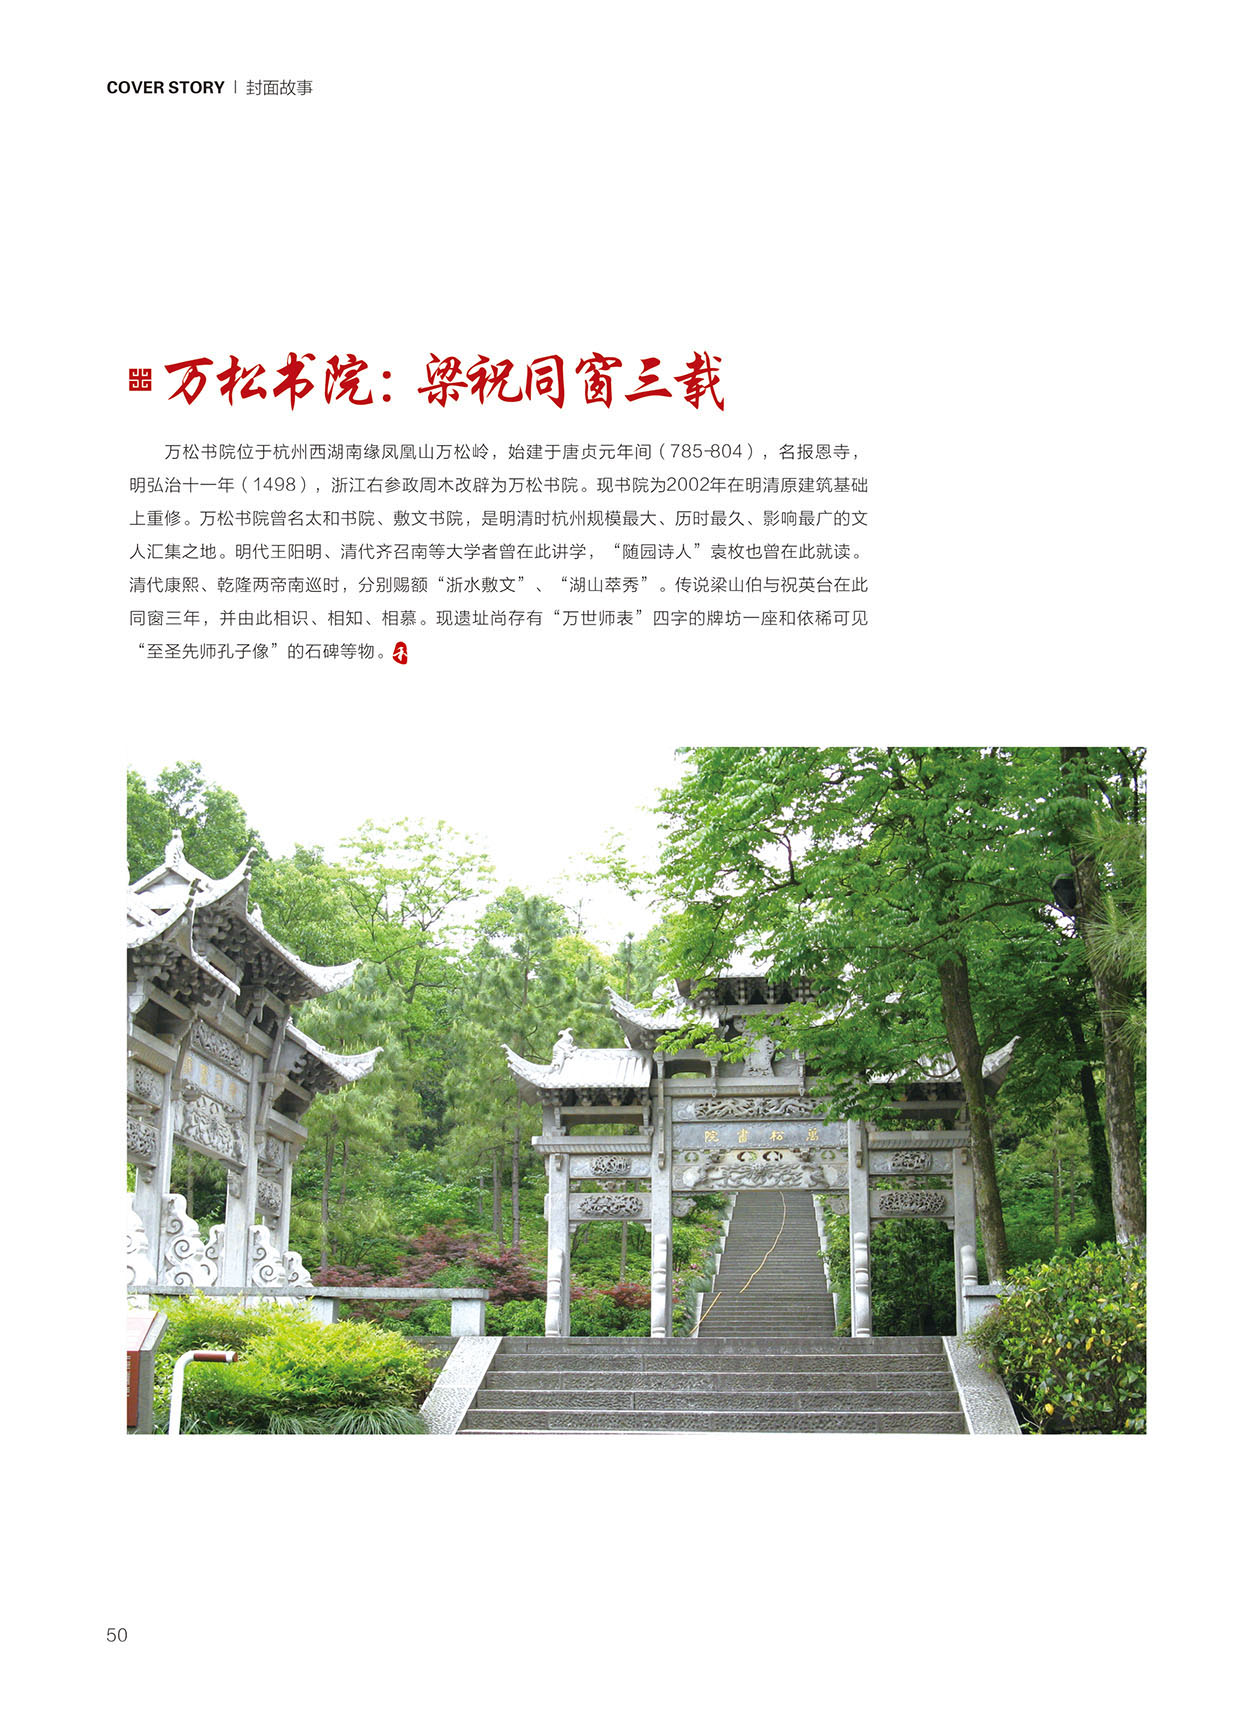 COVER STORY | 封面故事
万松书院：梁祝同窗三载
万松书院位于杭州西湖南缘凤凰山万松岭，始建于唐贞元年间（785-804），名报恩寺，
明弘治十一年（1498），浙江右参政周木改辟为万松书院。现书院为2002年在明清原建筑基础
上重修。万松书院曾名太和书院、敷文书院，是明清时杭州规模最大、历时最久、影响最广的文
人汇集之地。明代王阳明、清代齐召南等大学者曾在此讲学，“随园诗人”袁枚也曾在此就读。
清代康熙、乾隆两帝南巡时，分别赐额“浙水敷文”、“湖山萃秀”。传说梁山伯与祝英台在此
同窗三年，并由此相识、相知、相慕。现遗址尚存有“万世师表”四字的牌坊一座和依稀可见
“至圣先师孔子像”的石碑等物。
院書松萬
50